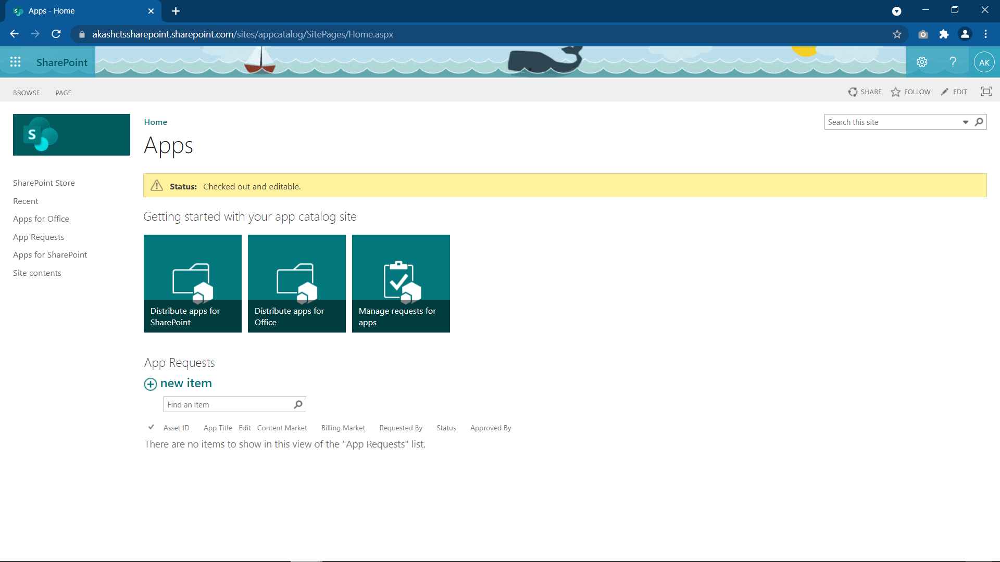 Apps - Home
akashctssharepoint.sharepoint.com/sites/appcatalog/SitePages/Home.aspx
SharePoint
? AK
BROWSE PAGE
SHARE FOLLOW EDIT
S
Home
Search this site
Apps
SharePoint Store
Recent
Apps for Office
App Requests
Apps for SharePoint
Site contents
Status: Checked out and editable.
Getting started with your app catalog site
Distribute apps for
SharePoint
Distribute apps for
Office
Manage requests for
apps
App Requests
new item
Find an item
Asset ID App Title Edit Content Market Billing Market Requested By Status Approved By
There are no items to show in this view of the "App Requests" list.